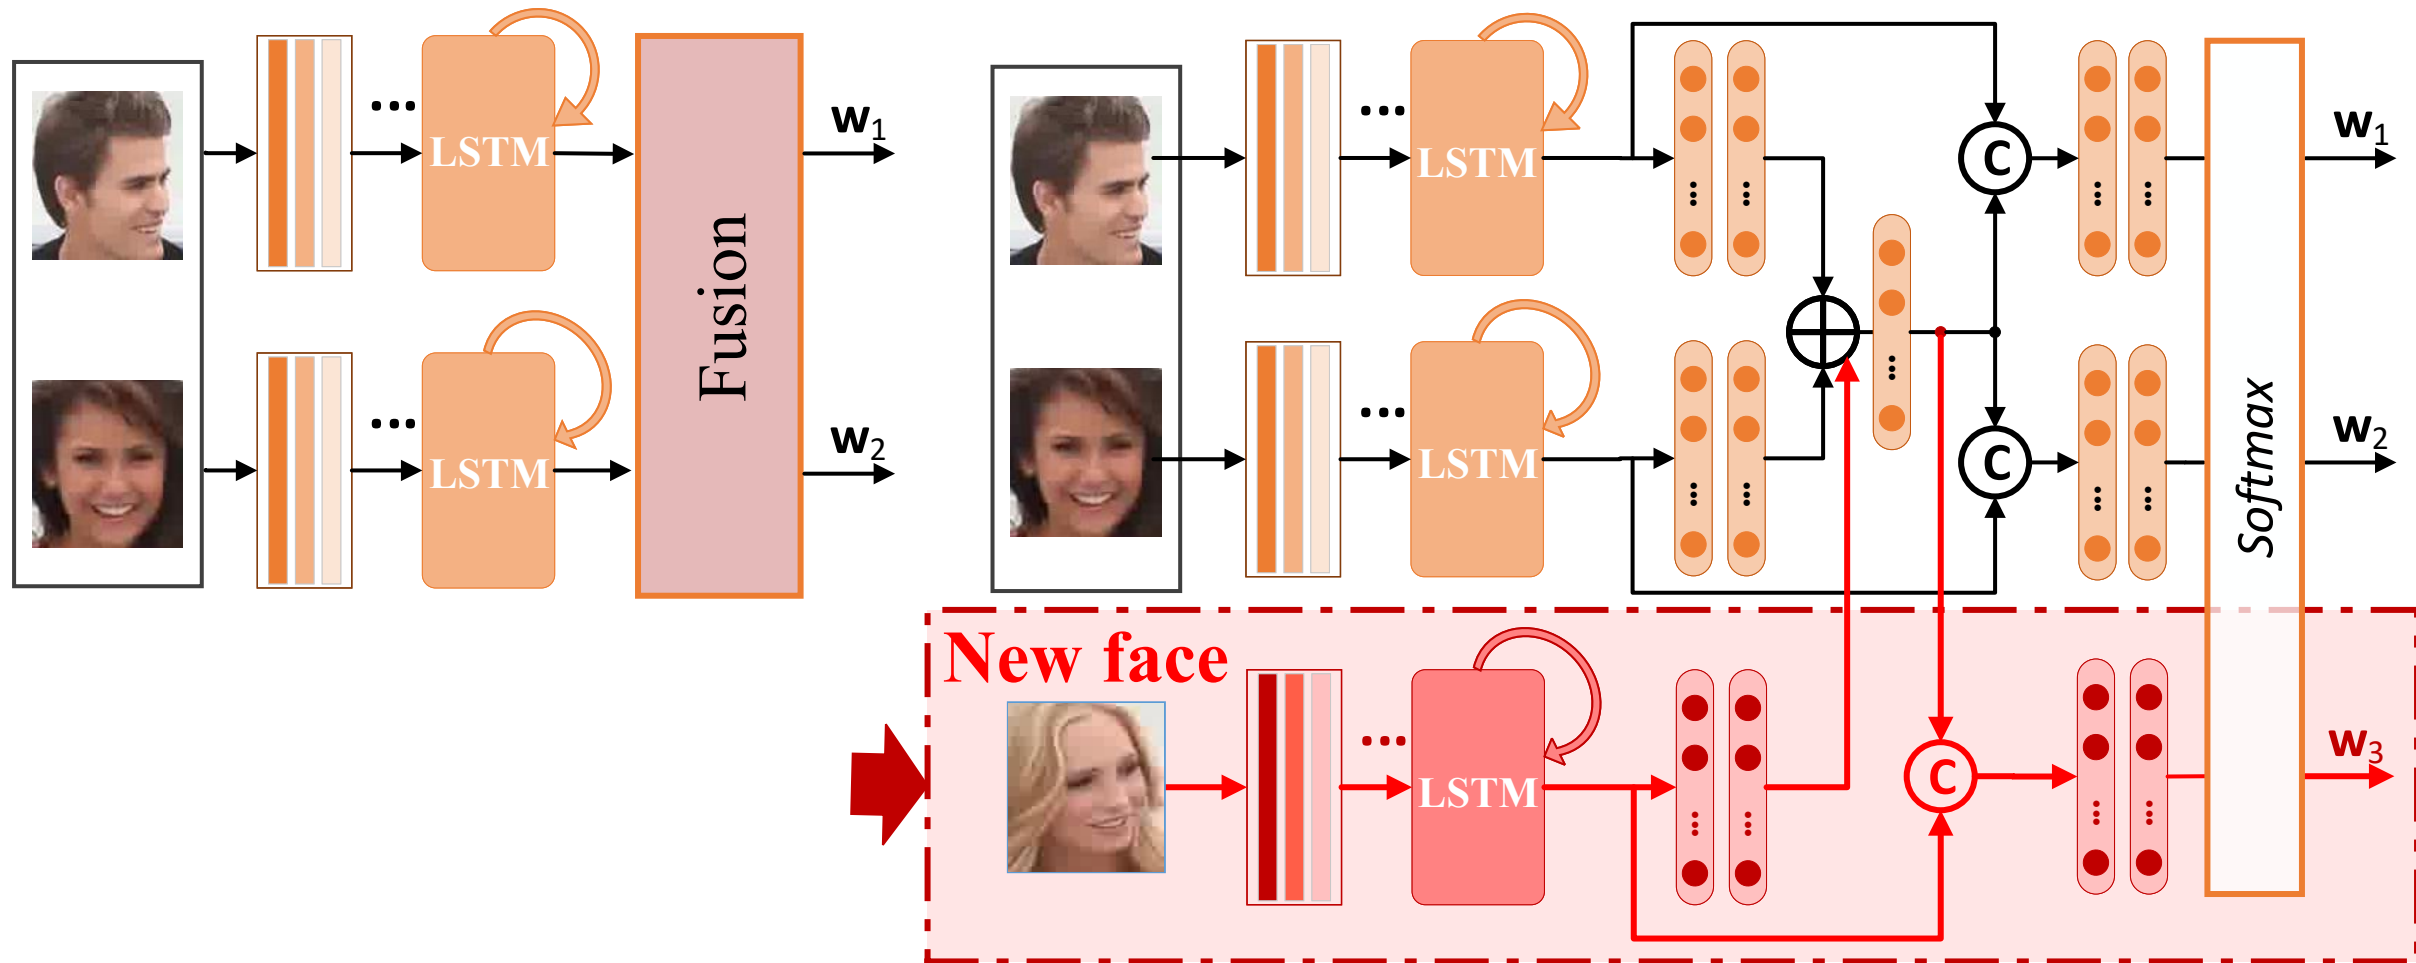 LSTM
LSTM
Fusion
w1
w2
LSTM
LSTM
C
C
Softmax
w1
w2
New face
LSTM
C
w3